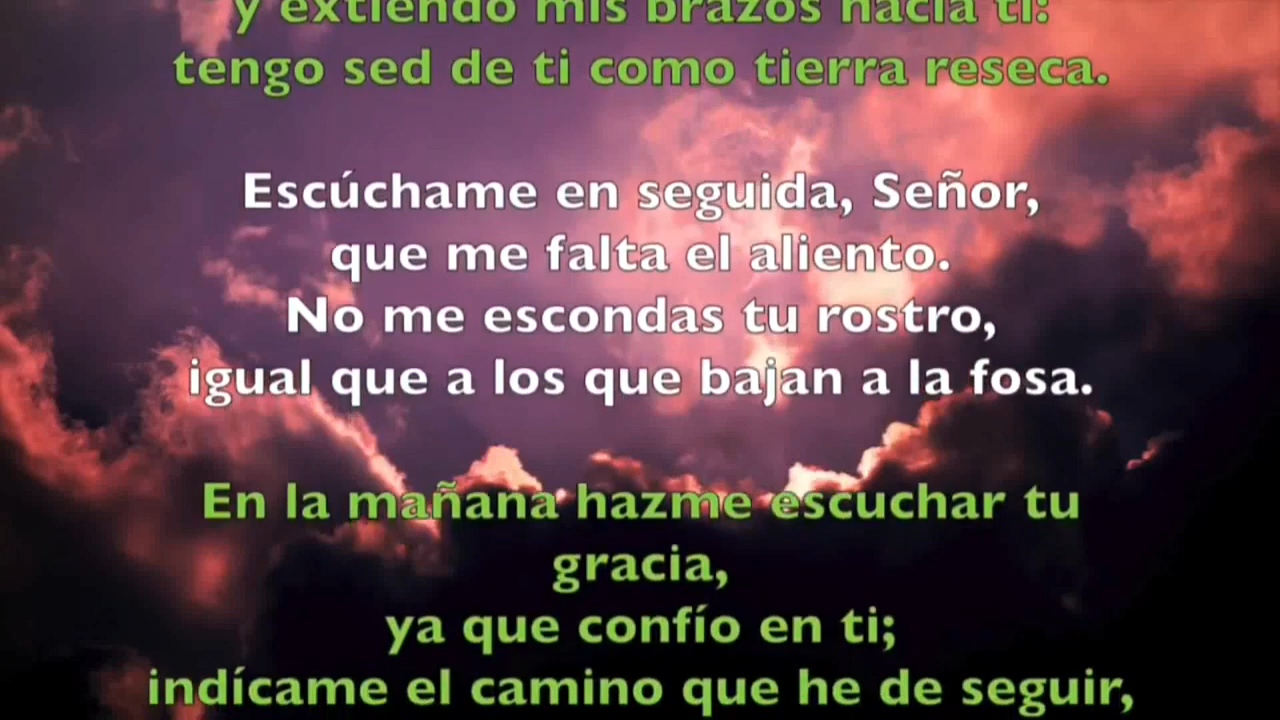 y extiendo mis brazos hacia ti:
tengo sed de ti como tierra reseca.
Escúchame en seguida, Señor,
que me falta el aliento.
No me escondas tu rostro,
igual que a los que bajan a la fosa.
En la mañana hazme escuchar tu
gracia,
ya que confío en ti;
indícame el camino que he de seguir,